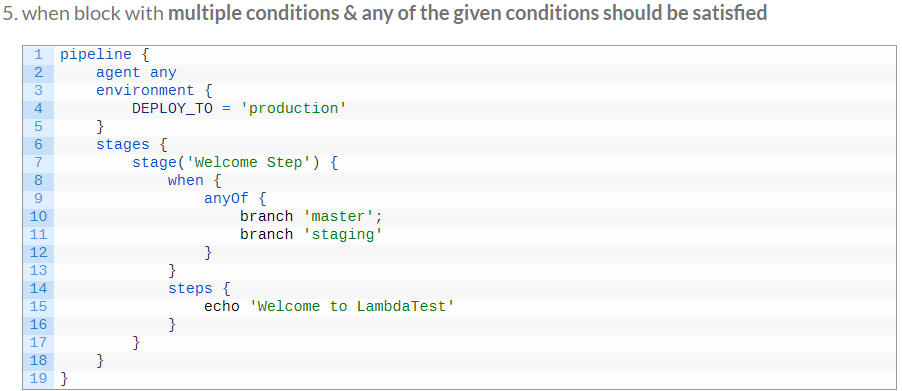 5. when block with multiple conditions & any of the given conditions should be satisfied
1 pipeline {
2     agent any
3     environment {
4         DEPLOY_TO = 'production'
5     }
6     stages {
7         stage('Welcome Step') {
8             when {
9                 anyOf {
10                     branch 'master';
11                     branch 'staging'
12                 }
13             }
14             steps {
15                 echo 'Welcome to LambdaTest'
16             }
17         }
18     }
19 }